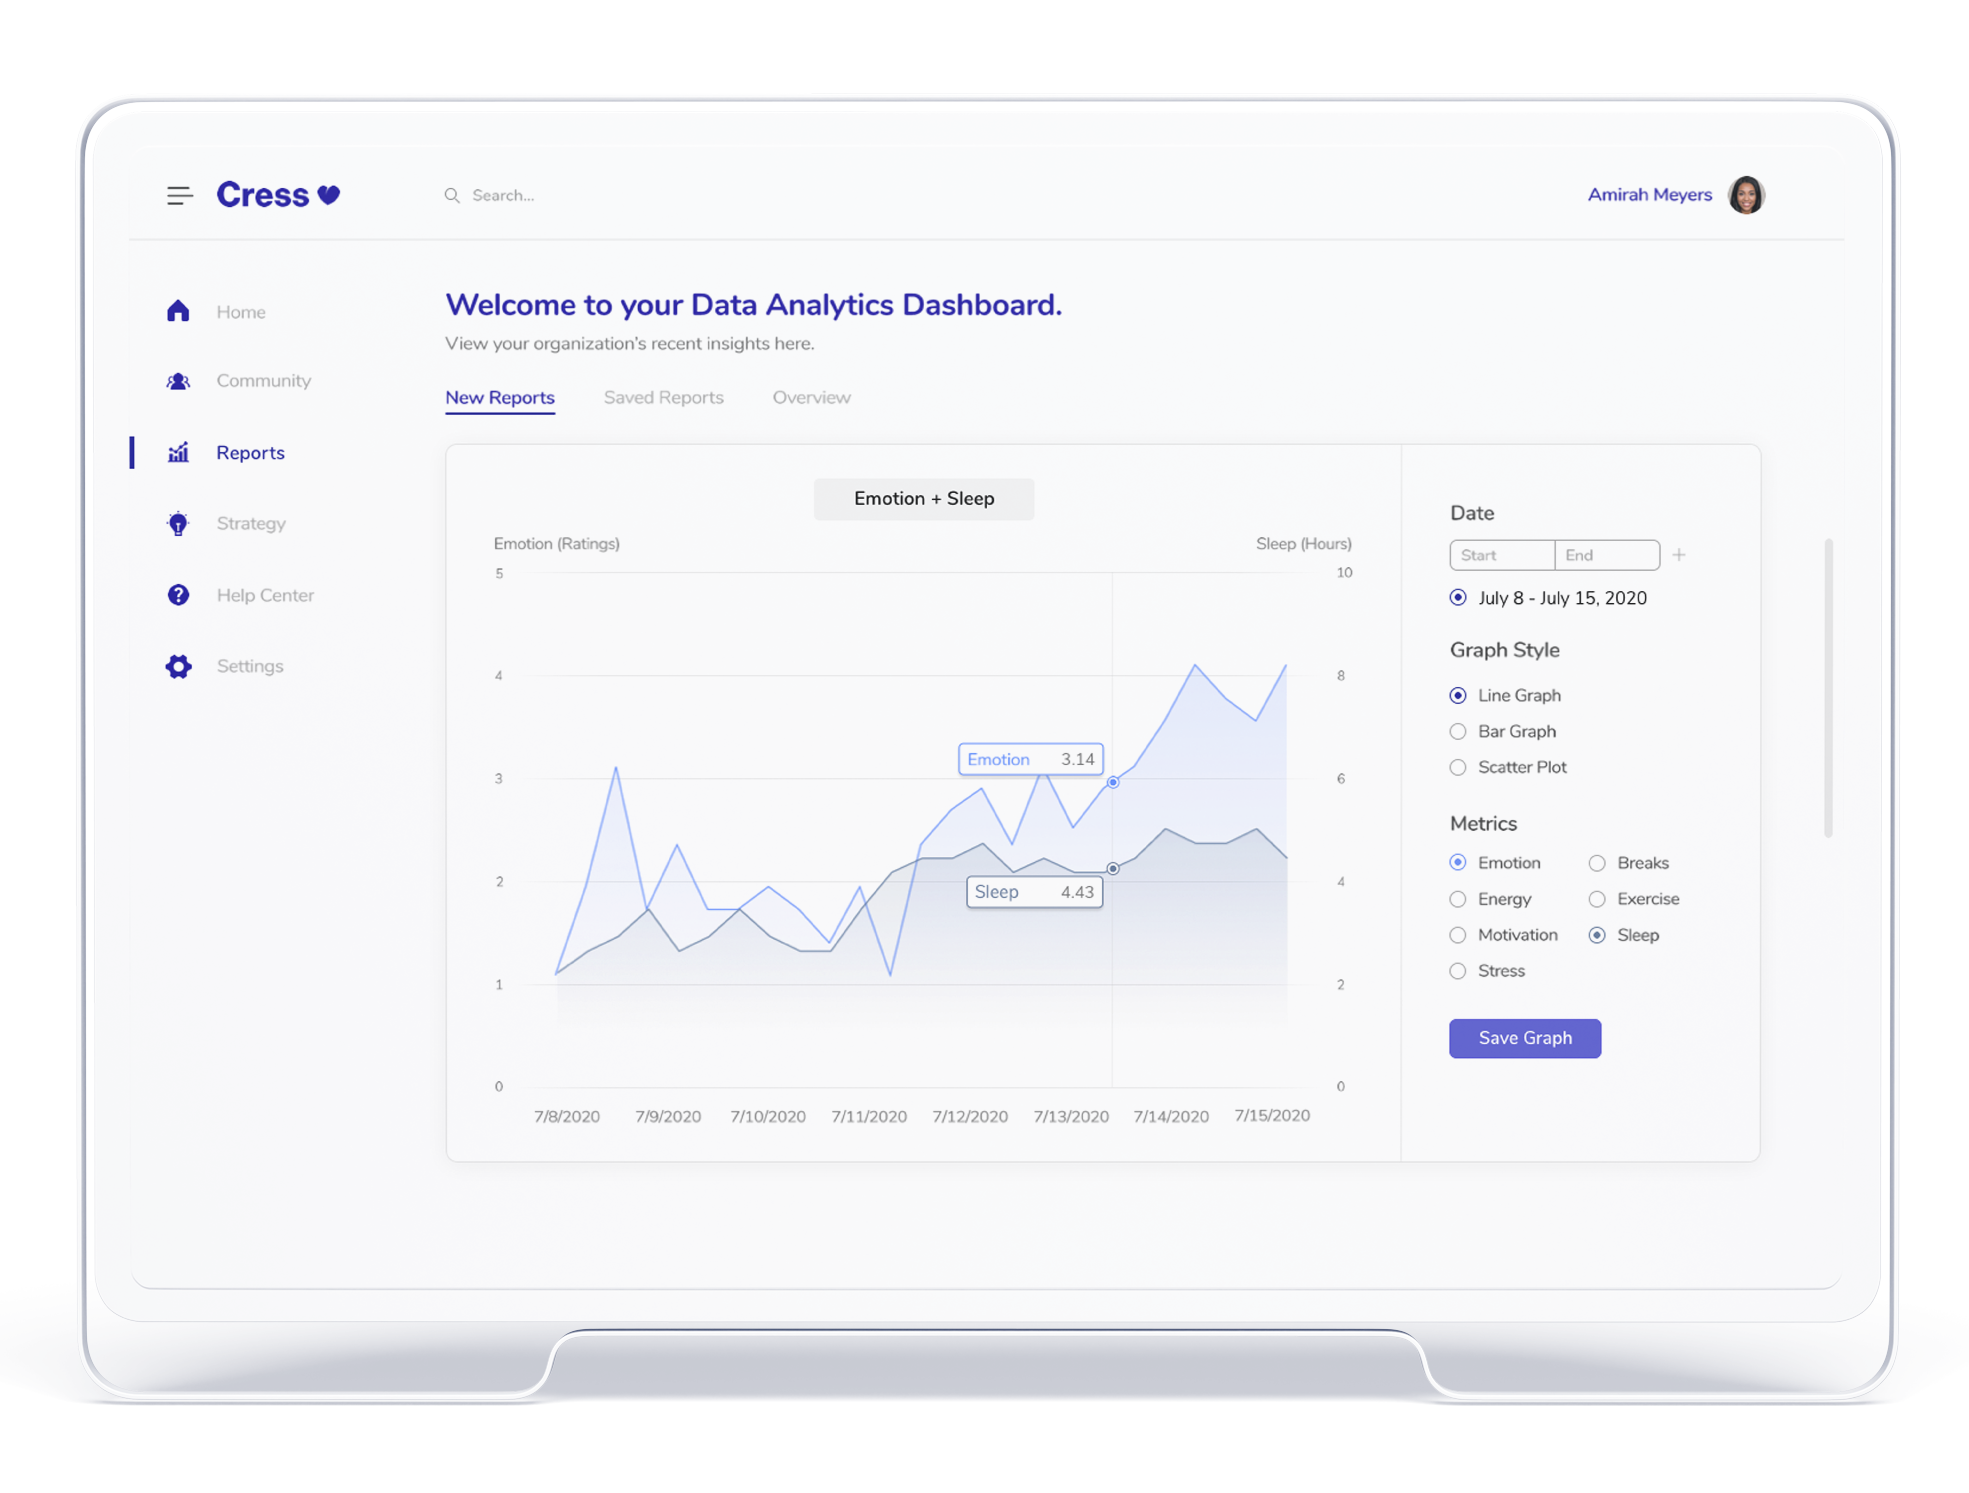 Cress
Search...
Amirah Meyers
Home
Community
Reports
Strategy
Help Center
Settings
Welcome to your Data Analytics Dashboard.
View your organization's recent insights here.
New Reports Saved Reports Overview
Emotion + Sleep
Emotion (Ratings) Sleep (Hours)
5 10
4 8
3 6
2 4
1 2
0 0
Emotion 3.14
Sleep 4.43
7/8/2020 7/9/2020 7/10/2020 7/11/2020 7/12/2020 7/13/2020 7/14/2020 7/15/2020
Date
Start End +
July 8 - July 15, 2020
Graph Style
Line Graph
Bar Graph
Scatter Plot
Metrics
Emotion Breaks
Energy Exercise
Motivation Sleep
Stress
Save Graph